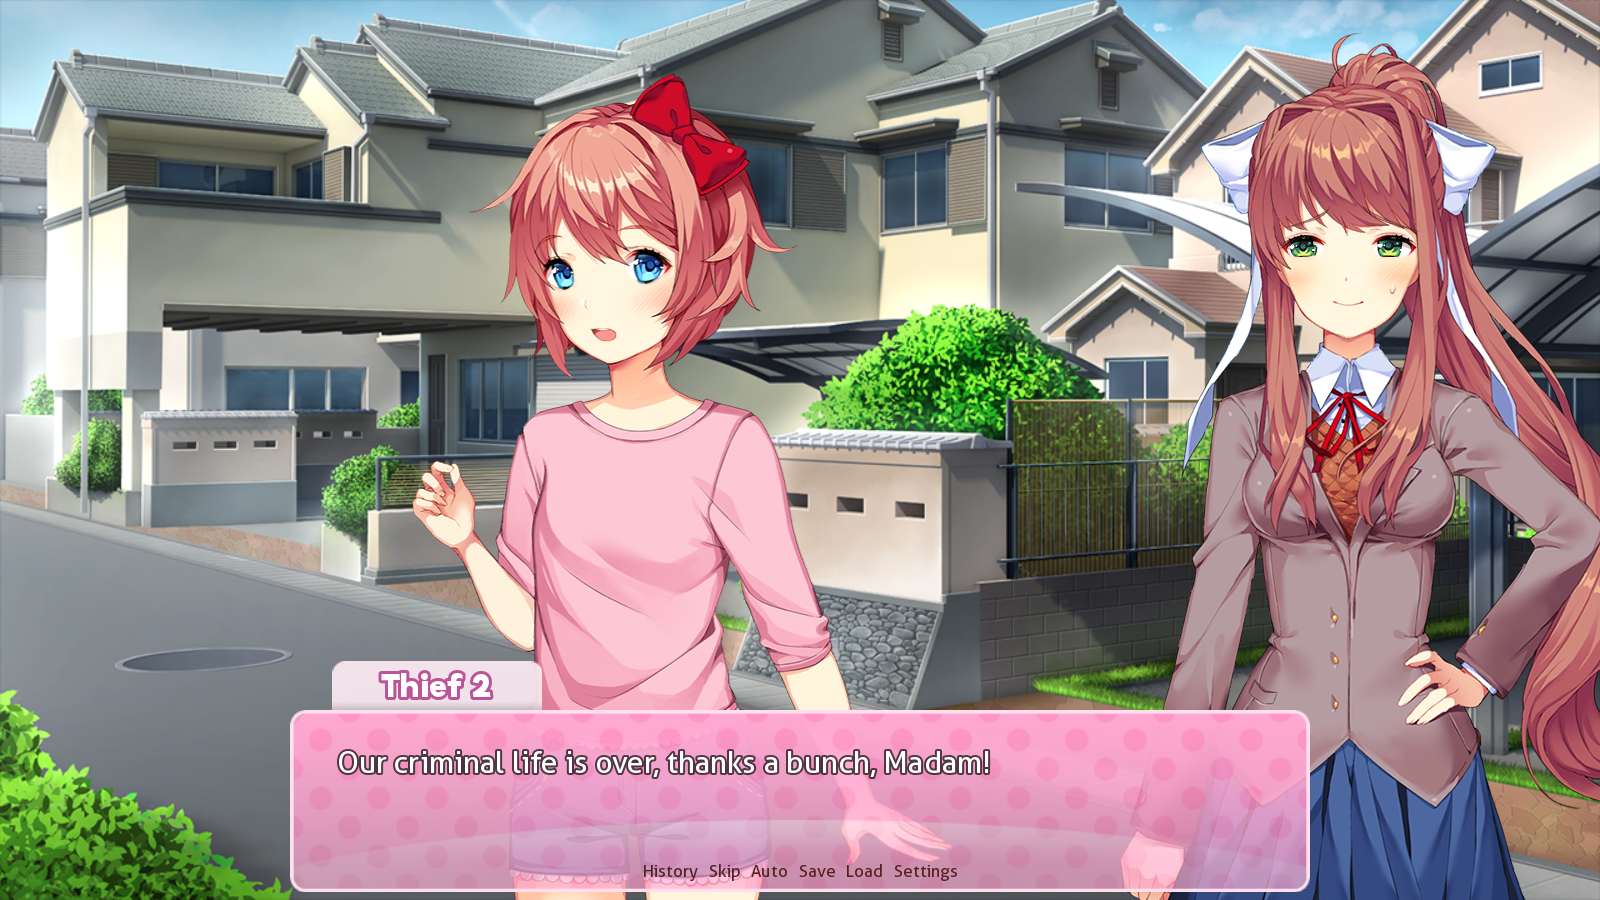 Thief 2
Our criminal life is over, thanks a bunch, Madam!
History Skip Auto Save Load Settings